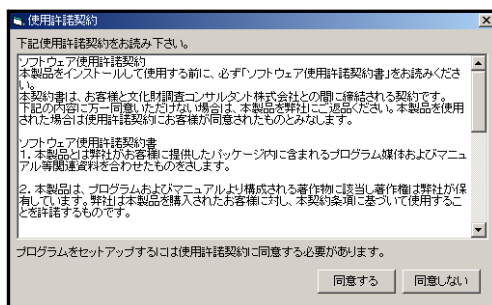 使用許諾契約
下記使用許諾契約をお読み下さい。
ソフトウェア使用許諾契約
本製品をインストールして使用する前に、必ず「ソフトウェア使用許諾契約書」をお読みくださ
い。
本契約書は、お客様と文化財調査コンサルタント株式会社との間に締結される契約です。
下記の内容に万一同意いただけない場合は、本製品を弊社にご返品ください。本製品を使用
された場合は使用許諾契約にお客様が同意されたものとみなします。
ソフトウェア使用許諾契約書
1. 本製品とは弊社がお客様に提供したパッケージ内に含まれるプログラム媒体およびマニュ
アル等関連資料を合わせたものをさします。
2. 本製品は、プログラムおよびマニュアルより構成される著作物に該当し著作権は弊社が保
有しています。弊社は本製品を購入されたお客様に対し、本契約条項に基づいて使用するこ
とを許諾するものです。
プログラムをセットアップするには使用許諾契約に同意する必要があります。
同意する
同意しない